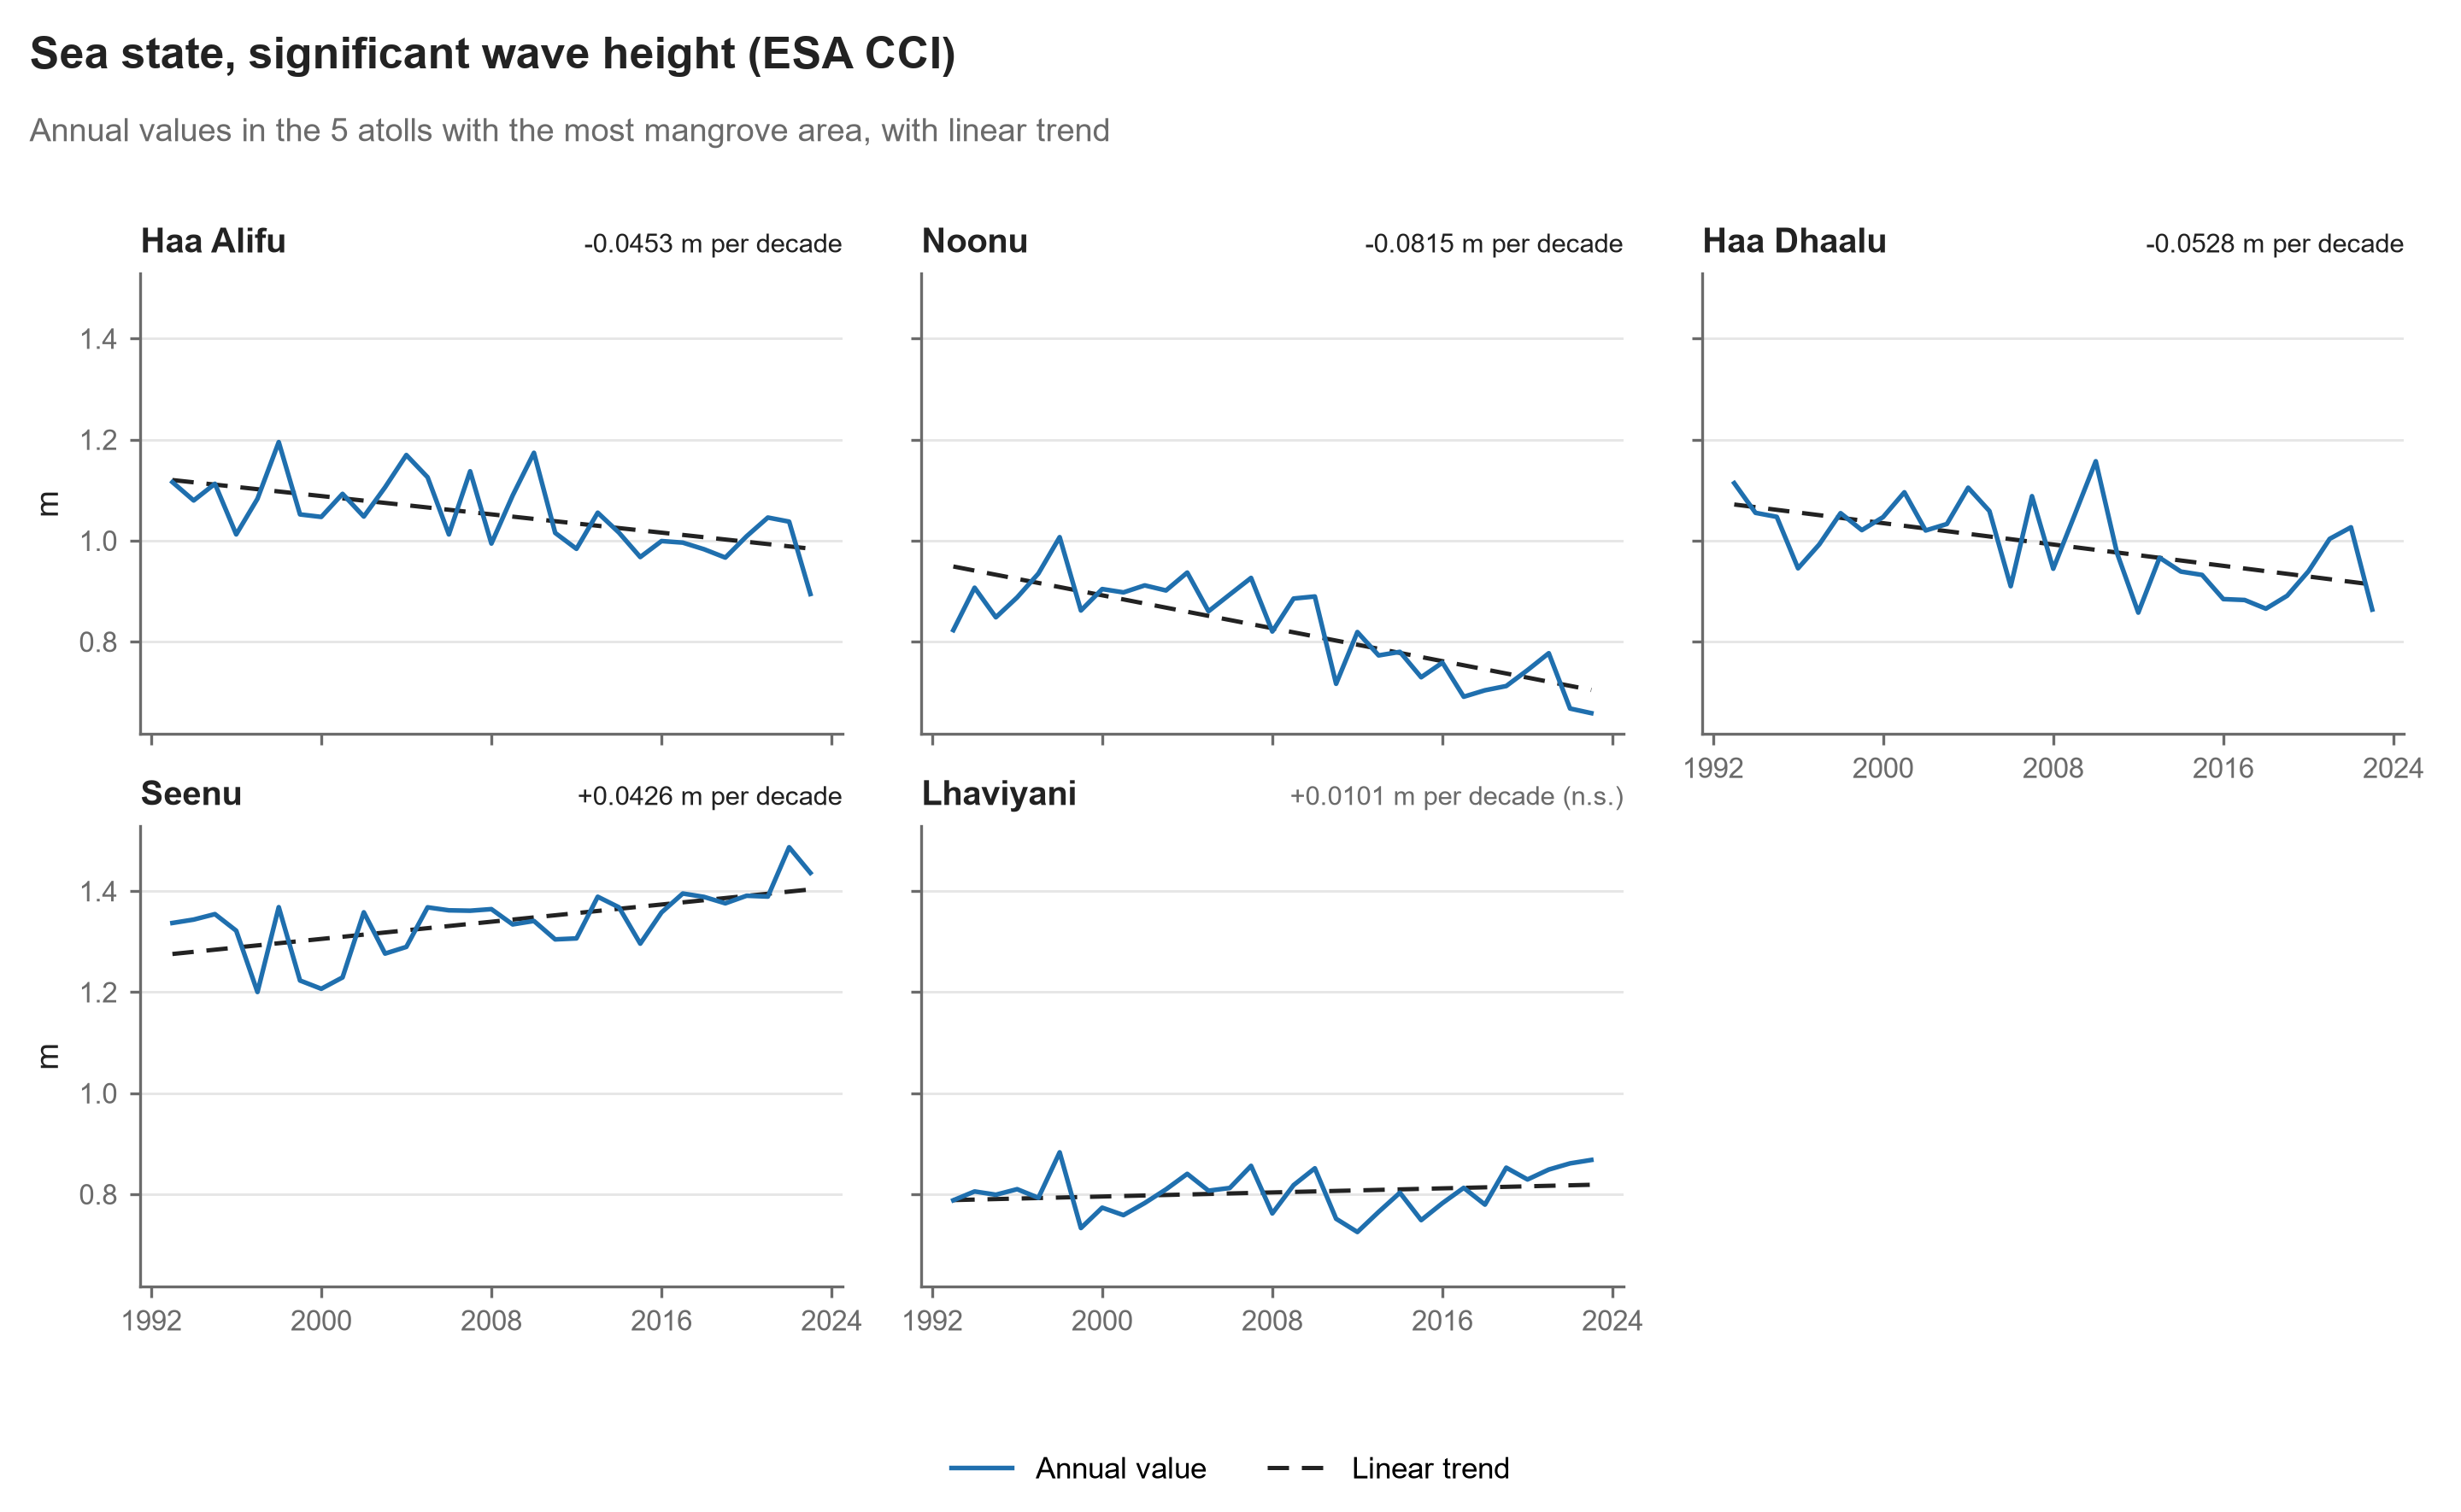 Sea state, significant wave height (ESA CCI)
Annual values in the 5 atolls with the most mangrove area, with linear trend
Haa Alifu
-0.0453 m per decade
Noonu
-0.0815 m per decade
Haa Dhaalu
-0.0528 m per decade
1.4
1.2
1.0
0.8
m
1992 2000 2008 2016 2024
Seenu
+0.0426 m per decade
Lhaviyani
+0.0101 m per decade (n.s.)
1.4
1.2
1.0
0.8
m
1992 2000 2008 2016 2024
1992 2000 2008 2016 2024
Annual value
Linear trend